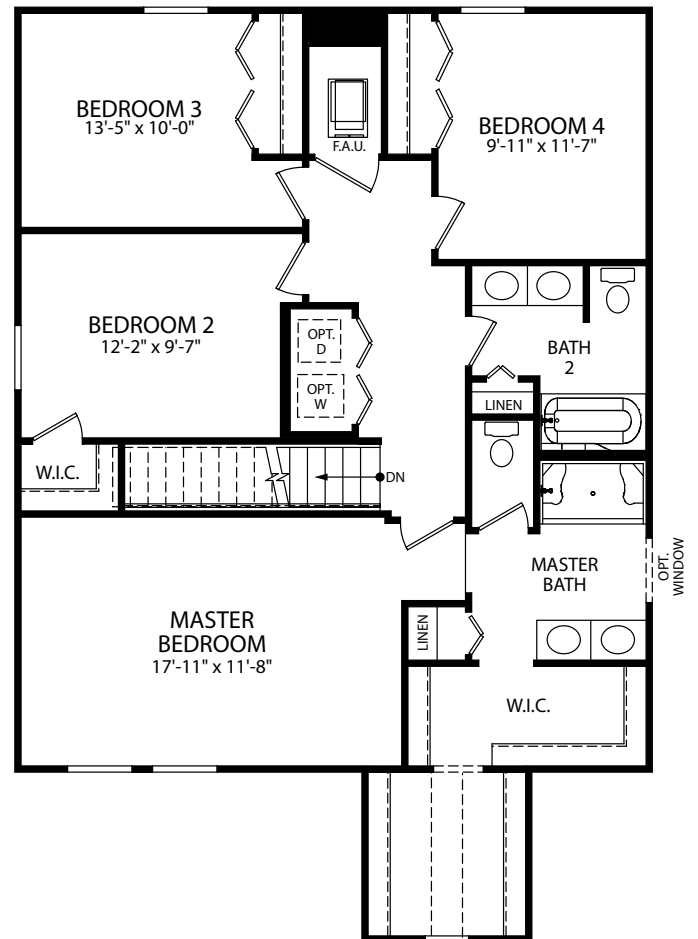 BEDROOM 3
13'-5" x 10'-0"
F.A.U.
BEDROOM 4
9'-11" x 11'-7"
BEDROOM 2
12'-2" x 9'-7"
OPT.
D
OPT.
W
BATH
2
LINEN
W.I.C.
DN
MASTER
BATH
OPT.
WINDOW
MASTER
BEDROOM
17'-11" x 11'-8"
LINEN
W.I.C.